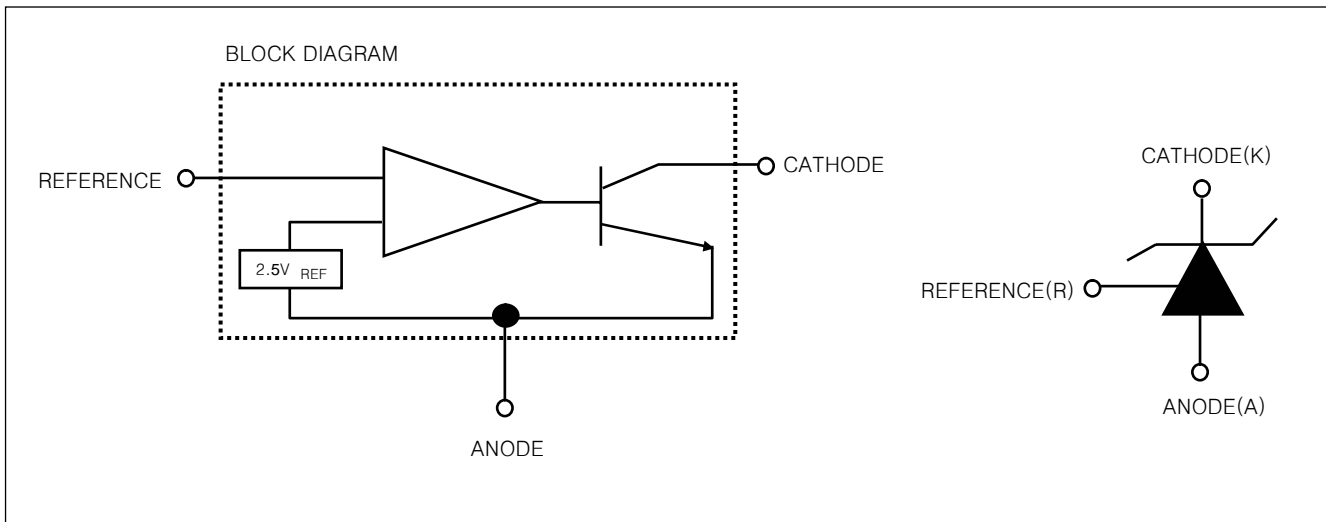 BLOCK DIAGRAM
REFERENCE
CATHODE
2.5V REF
ANODE
CATHODE(K)
REFERENCE(R)
ANODE(A)